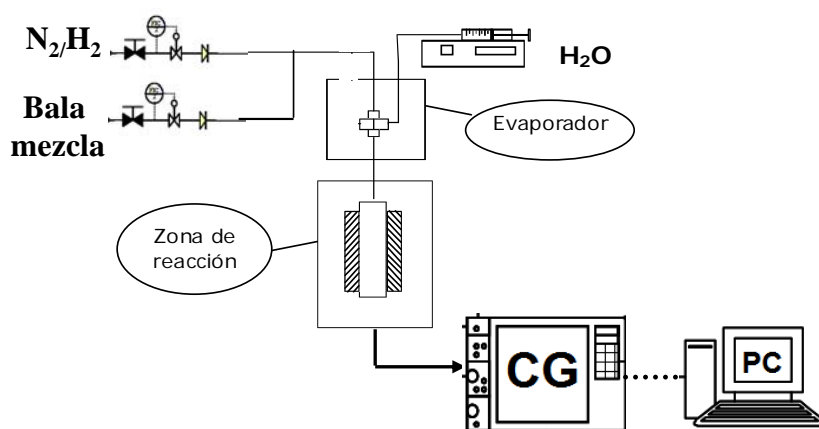 N₂/H₂
H₂O
Bala
mezcla
Evaporador
Zona de
reacción
CG
PC